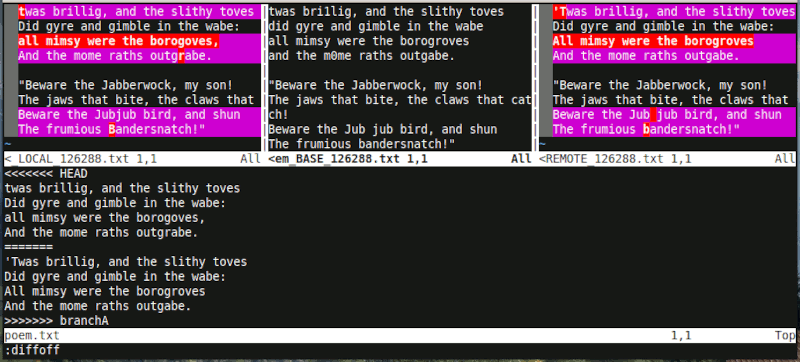 twas brillig, and the slithy toves
Did gyre and gimble in the wabe:
all mimsy were the borogoves,
And the mome raths outgrabe.
"Beware the Jabberwock, my son!
The jaws that bite, the claws that
Beware the Jubjub bird, and shun
The frumious Bandersnatch!"
~
<_LOCAL_126288.txt 1,1 All
twas brillig, and the slithy toves
did gyre and gimble in the wabe
all mimsy were the borogroves
and the m0me raths outgabe.
"Beware the Jabberwock, my son!
The jaws that bite, the claws that cat
ch!
Beware the Jub jub bird, and shun
The frumious bandersnatch!"
<em_BASE_126288.txt 1,1 All
'Twas brillig, and the slithy toves
Did gyre and gimble in the wabe:
All mimsy were the borogroves
And the mome raths outgabe.
"Beware the Jabberwock, my son!
The jaws that bite, the claws that
Beware the Jub jub bird, and shun
The frumious bandersnatch!"
~
<REMOTE_126288.txt 1,1 All
<<<<<<< HEAD
twas brillig, and the slithy toves
Did gyre and gimble in the wabe:
all mimsy were the borogoves,
And the mome raths outgrabe.
=======
'Twas brillig, and the slithy toves
Did gyre and gimble in the wabe:
All mimsy were the borogroves
And the mome raths outgabe.
>>>>>>> branchA
poem.txt 1,1 Top
:diffoff